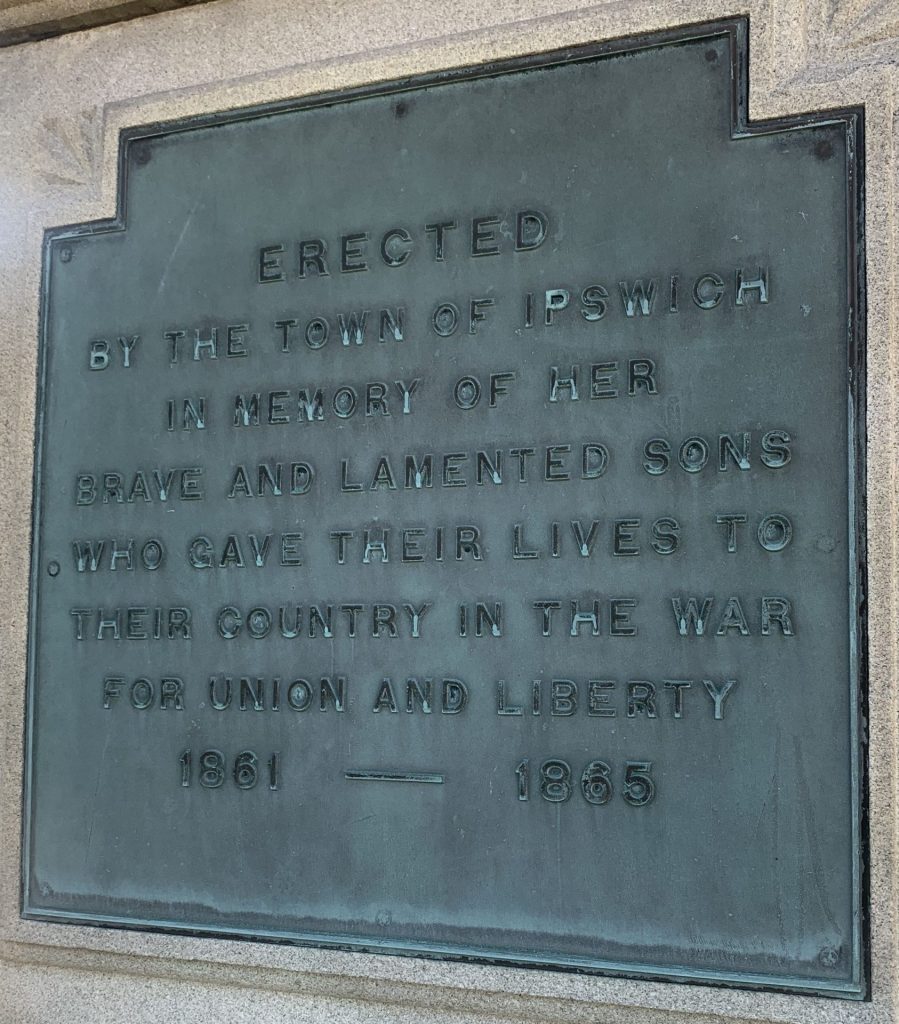 ERECTED
BY THE TOWN OF IPSWICH
IN MEMORY OF HER
BRAVE AND LAMENTED SONS
WHO GAVE THEIR LIVES TO
THEIR COUNTRY IN THE WAR
FOR UNION AND LIBERTY
1861 — 1865